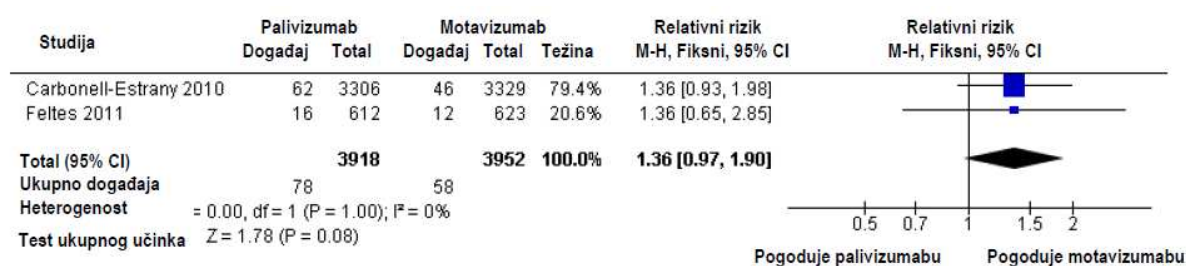 Studija Palivizumab Motavizumab Relativni rizik Relativni rizik
Događaj Total Događaj Total Težina M-H, Fiksni, 95% CI M-H, Fiksni, 95% CI
Carbonell-Estrany 2010 62 3306 46 3329 79.4% 1.36 [0.93, 1.98]
Feltes 2011 16 612 12 623 20.6% 1.36 [0.65, 2.85]
Total (95% CI) 3918 3952 100.0% 1.36 [0.97, 1.90]
Ukupno događaja 78 58
Heterogenost = 0.00, df = 1 (P = 1.00); I² = 0%
Test ukupnog učinka Z = 1.78 (P = 0.08)
0.5 0.7 1 1.5 2
Pogoduje palivizumabu Pogoduje motavizumabu